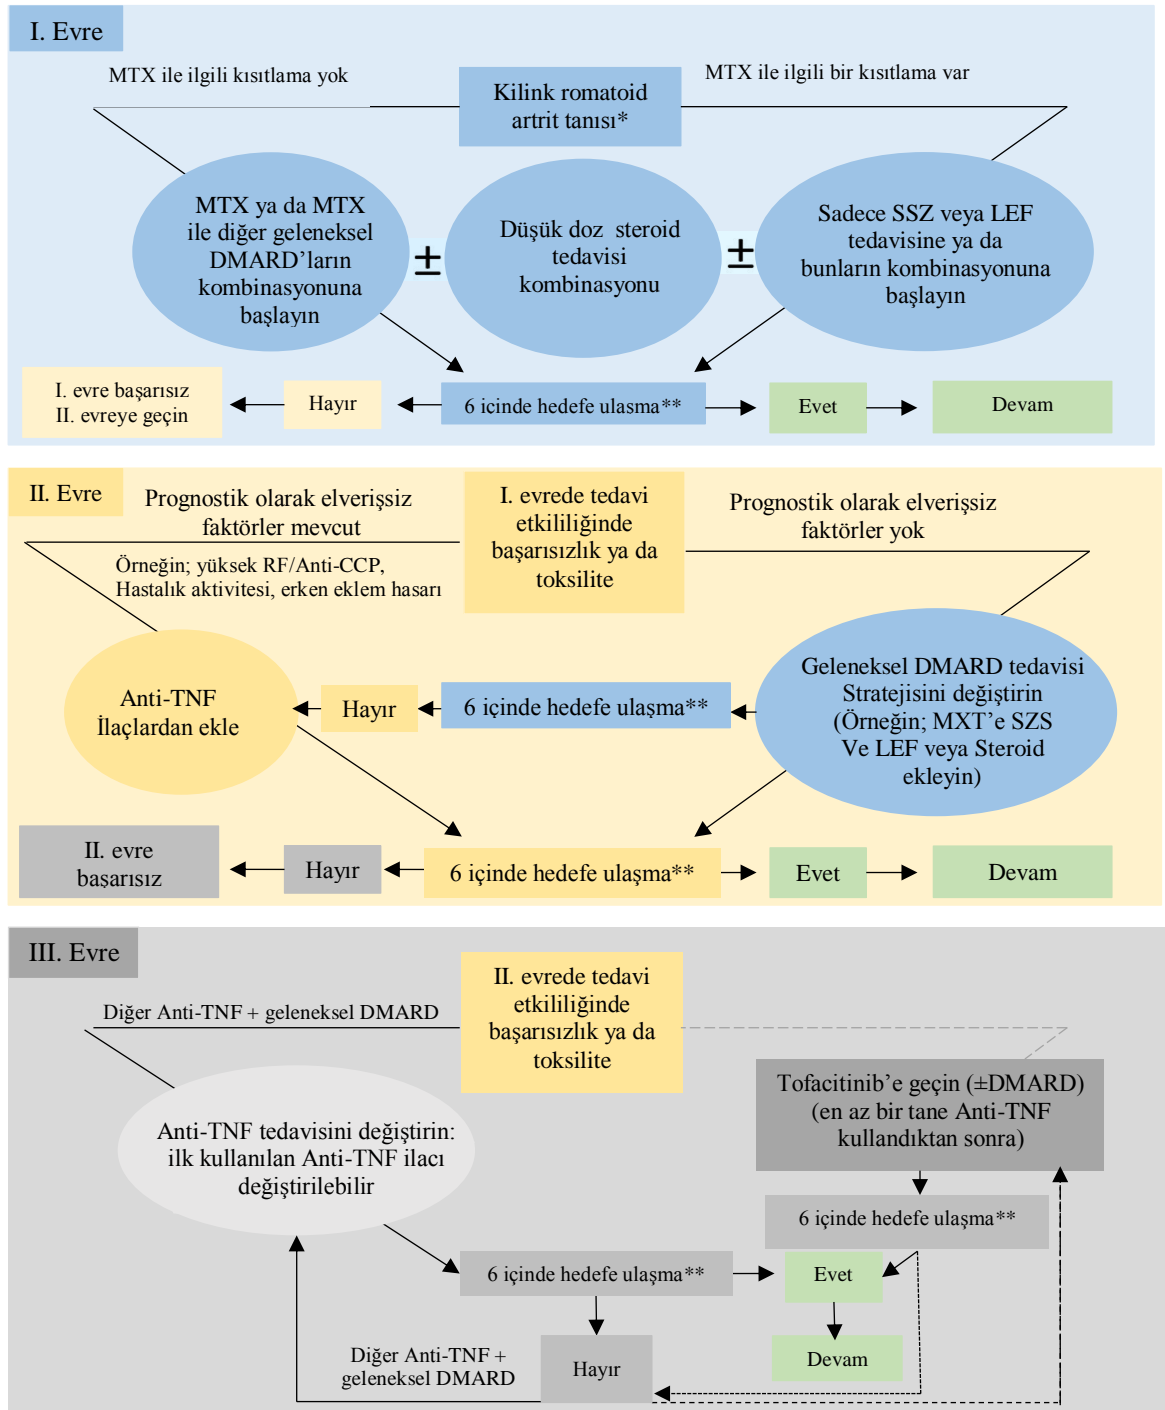 I. Evre
MTX ile ilgili kısıtlama yok
MTX ile ilgili bir kısıtlama var
Kilink romatoid
artrit tanısı*
MTX ya da MTX
ile diğer geleneksel
DMARD’ların
kombinasyonuna
başlayın
±
Düşük doz steroid
tedavisi
kombinasyonu
±
Sadece SSZ veya LEF
tedavisine ya da
bunların kombinasyonuna
başlayın
I. evre başarısız
II. evreye geçin
Hayır
6 içinde hedefe ulasma**
Evet
Devam
II. Evre
Prognostik olarak elverişsiz
faktörler mevcut
I. evrede tedavi
etkililiğinde
başarısızlık ya da
toksilite
Prognostik olarak elverişsiz
faktörler yok
Örneğin; yüksek RF/Anti-CCP,
Hastalık aktivitesi, erken eklem hasarı
Anti-TNF
İlaçlardan ekle
Hayır
6 içinde hedefe ulaşma**
Geleneksel DMARD tedavisi
Stratejisini değiştirin
(Örneğin; MXT’e SZS
Ve LEF veya Steroid
ekleyin)
II. evre
başarısız
Hayır
6 içinde hedefe ulaşma**
Evet
Devam
III. Evre
Diğer Anti-TNF + geleneksel DMARD
II. evrede tedavi
etkililiğinde
başarısızlık ya da
toksilite
Tofacitinib’e geçin (±DMARD)
(en az bir tane Anti-TNF
kullandıktan sonra)
Anti-TNF tedavisini değiştirin:
ilk kullanılan Anti-TNF ilacı
değiştirilebilir
6 içinde hedefe ulaşma**
6 içinde hedefe ulaşma**
Evet
Diğer Anti-TNF +
geleneksel DMARD
Hayır
Devam